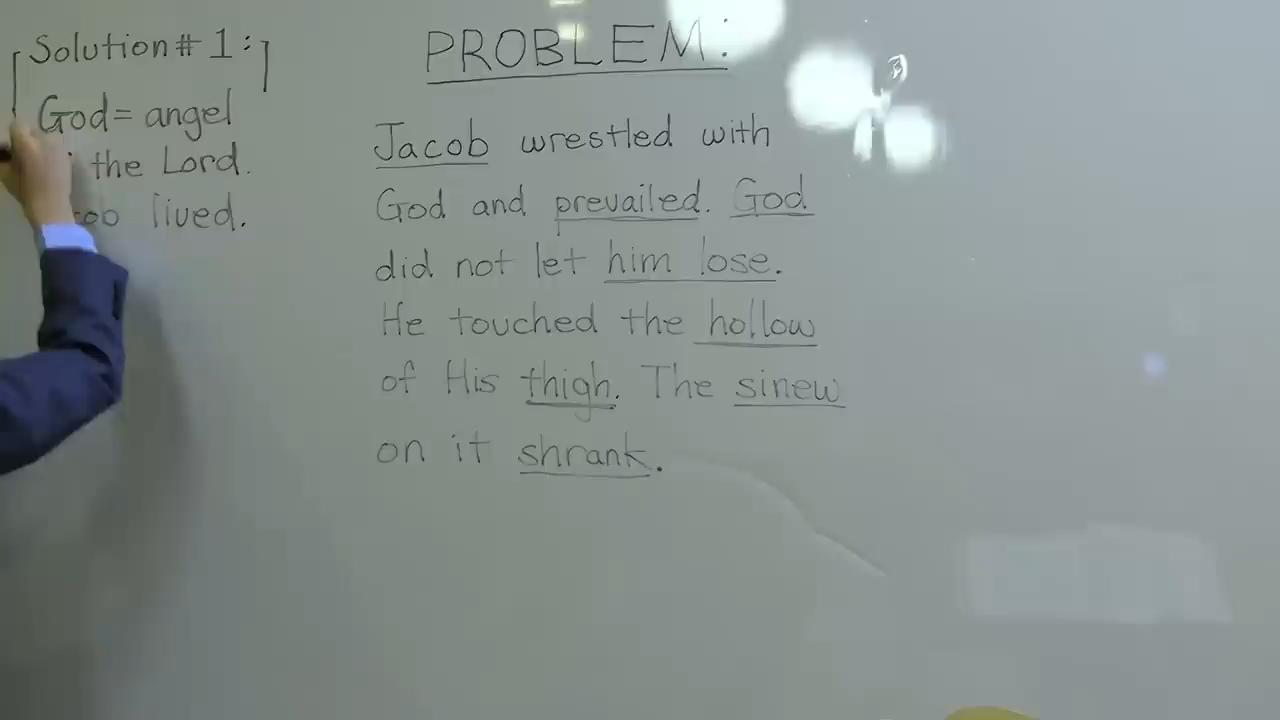 Solution # 1:
God = angel
the Lord.
lived.
PROBLEM:
Jacob wrestled with
God and prevailed. God
did not let him lose.
He touched the hollow
of His thigh. The sinew
on it shrank.